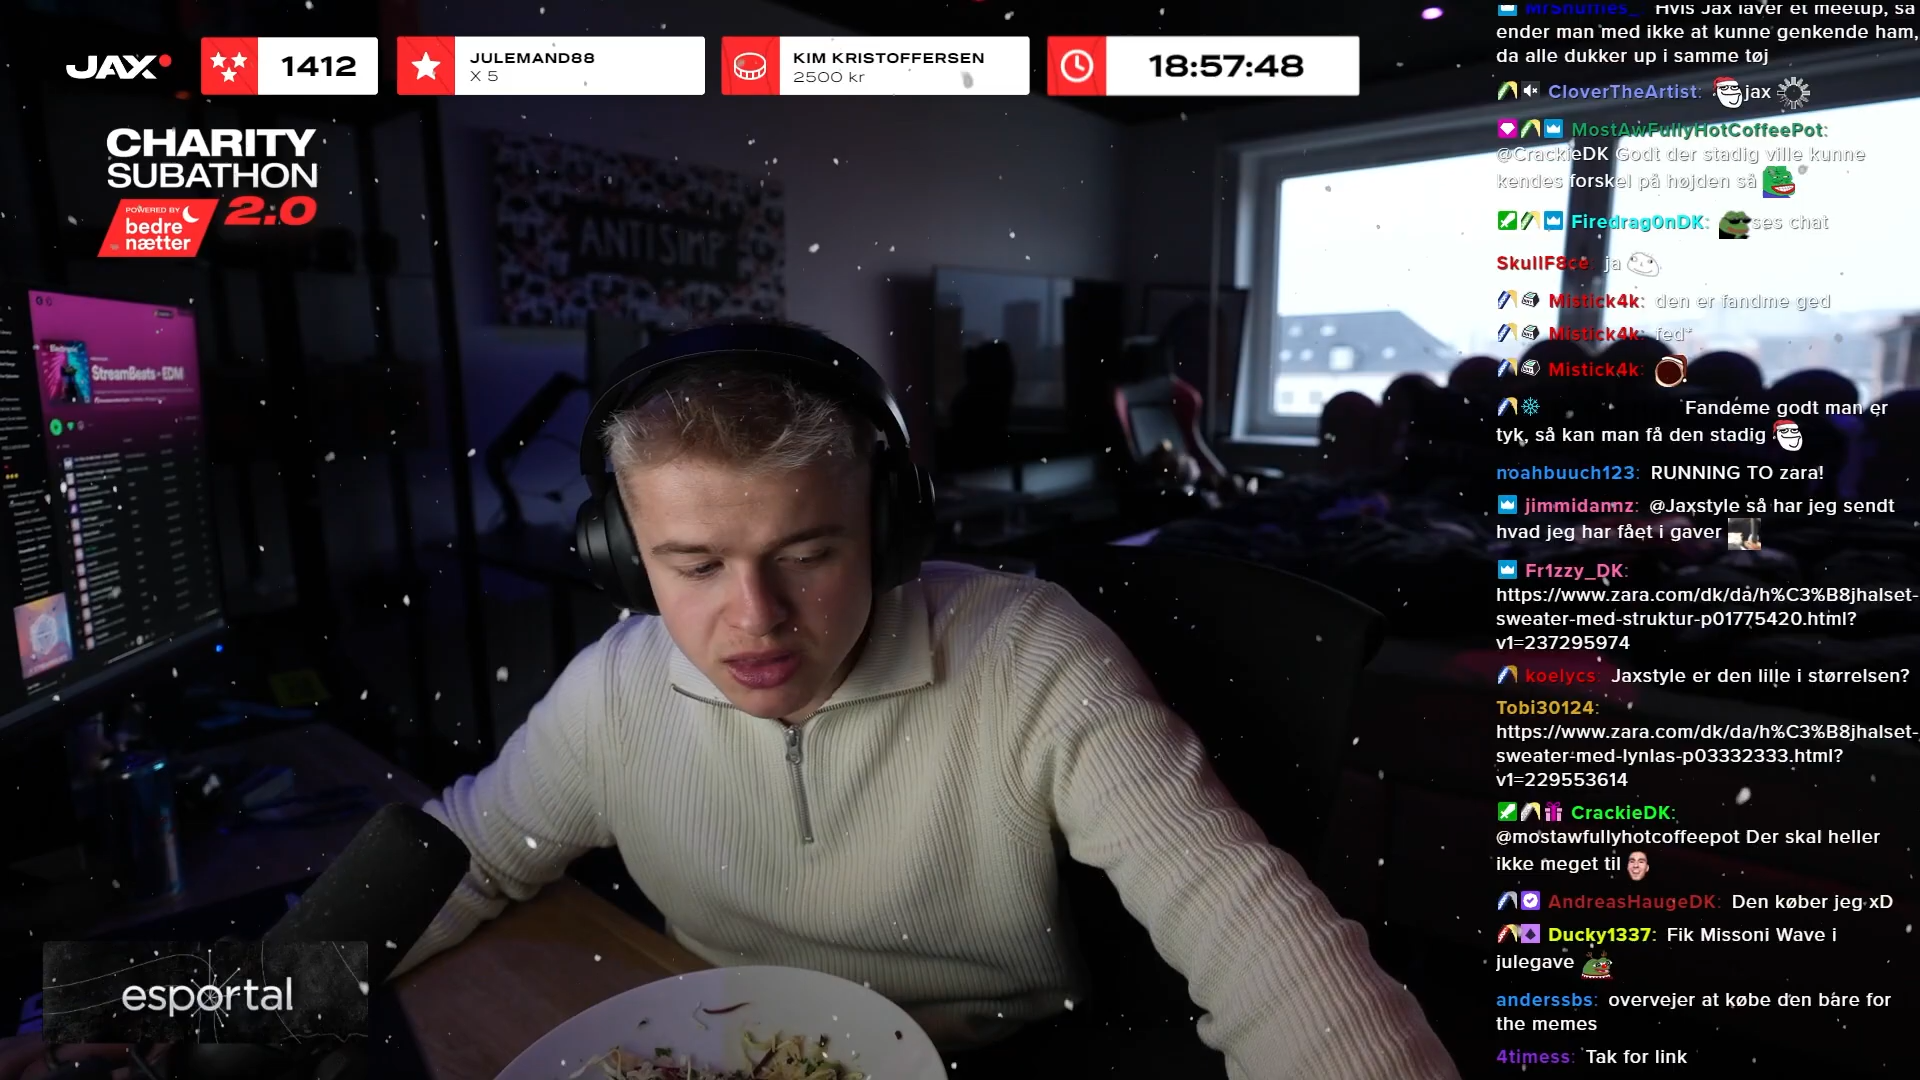 JAX
1412
JULEMAND88
X 5
KIM KRISTOFFERSEN
2500 kr
18:57:48
CHARITY
SUBATHON
2.0
POWERED BY
bedre
nætter
ANTI SIMP
StreamBeats - EDM
esportal
MrShuffles_ Hvis Jax laver et meetup, så
ender man med ikke at kunne genkende ham,
da alle dukker up i samme tøj
CloverTheArtist: jax
MostAwFullyHotCoffeePot:
@CrackieDK Godt der stadig ville kunne
kendes forskel på højden så
Firedrag0nDK: ses chat
SkullF8ce: ja
Mistick4k: den er fandme ged
Mistick4k: fed*
Mistick4k:
Fandeme godt man er
tyk, så kan man få den stadig
noahbuuch123: RUNNING TO zara!
jimmidannz: @Jaxstyle så har jeg sendt
hvad jeg har fået i gaver
Fr1zzy_DK:
https://www.zara.com/dk/da/h%C3%B8jhalset-
sweater-med-struktur-p01775420.html?
v1=237295974
koelycs: Jaxstyle er den lille i størrelsen?
Tobi30124:
https://www.zara.com/dk/da/h%C3%B8jhalset-
sweater-med-lynlas-p03332333.html?
v1=229553614
CrackieDK:
@mostawfullyhotcoffeepot Der skal heller
ikke meget til
AndreasHaugeDK: Den køber jeg xD
Ducky1337: Fik Missoni Wave i
julegave
anderssbs: overvejer at købe den bare for
the memes
4timess: Tak for link